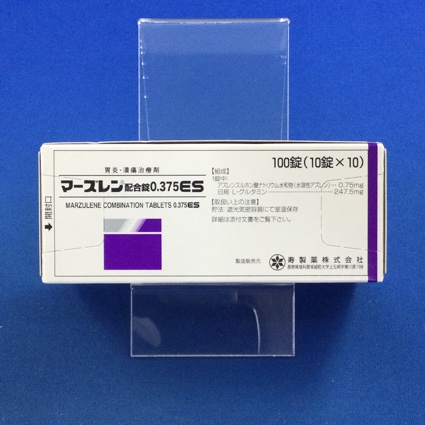 100錠(10錠×10)
胃炎・潰瘍治療剤
マーズレン配合錠0.375ES
MARZULENE COMBINATION TABLETS 0.375ES
【組成】
1錠中:
アズレンスルホン酸ナトリウム水和物(水溶性アズレン)…0.75mg
日局 L-グルタミン 247.5mg
【取扱い上の注意】
貯法:遮光気密容器にて室温保存
詳細は添付文書をご覧下さい。
開封口
製造販売元
寿製薬株式会社